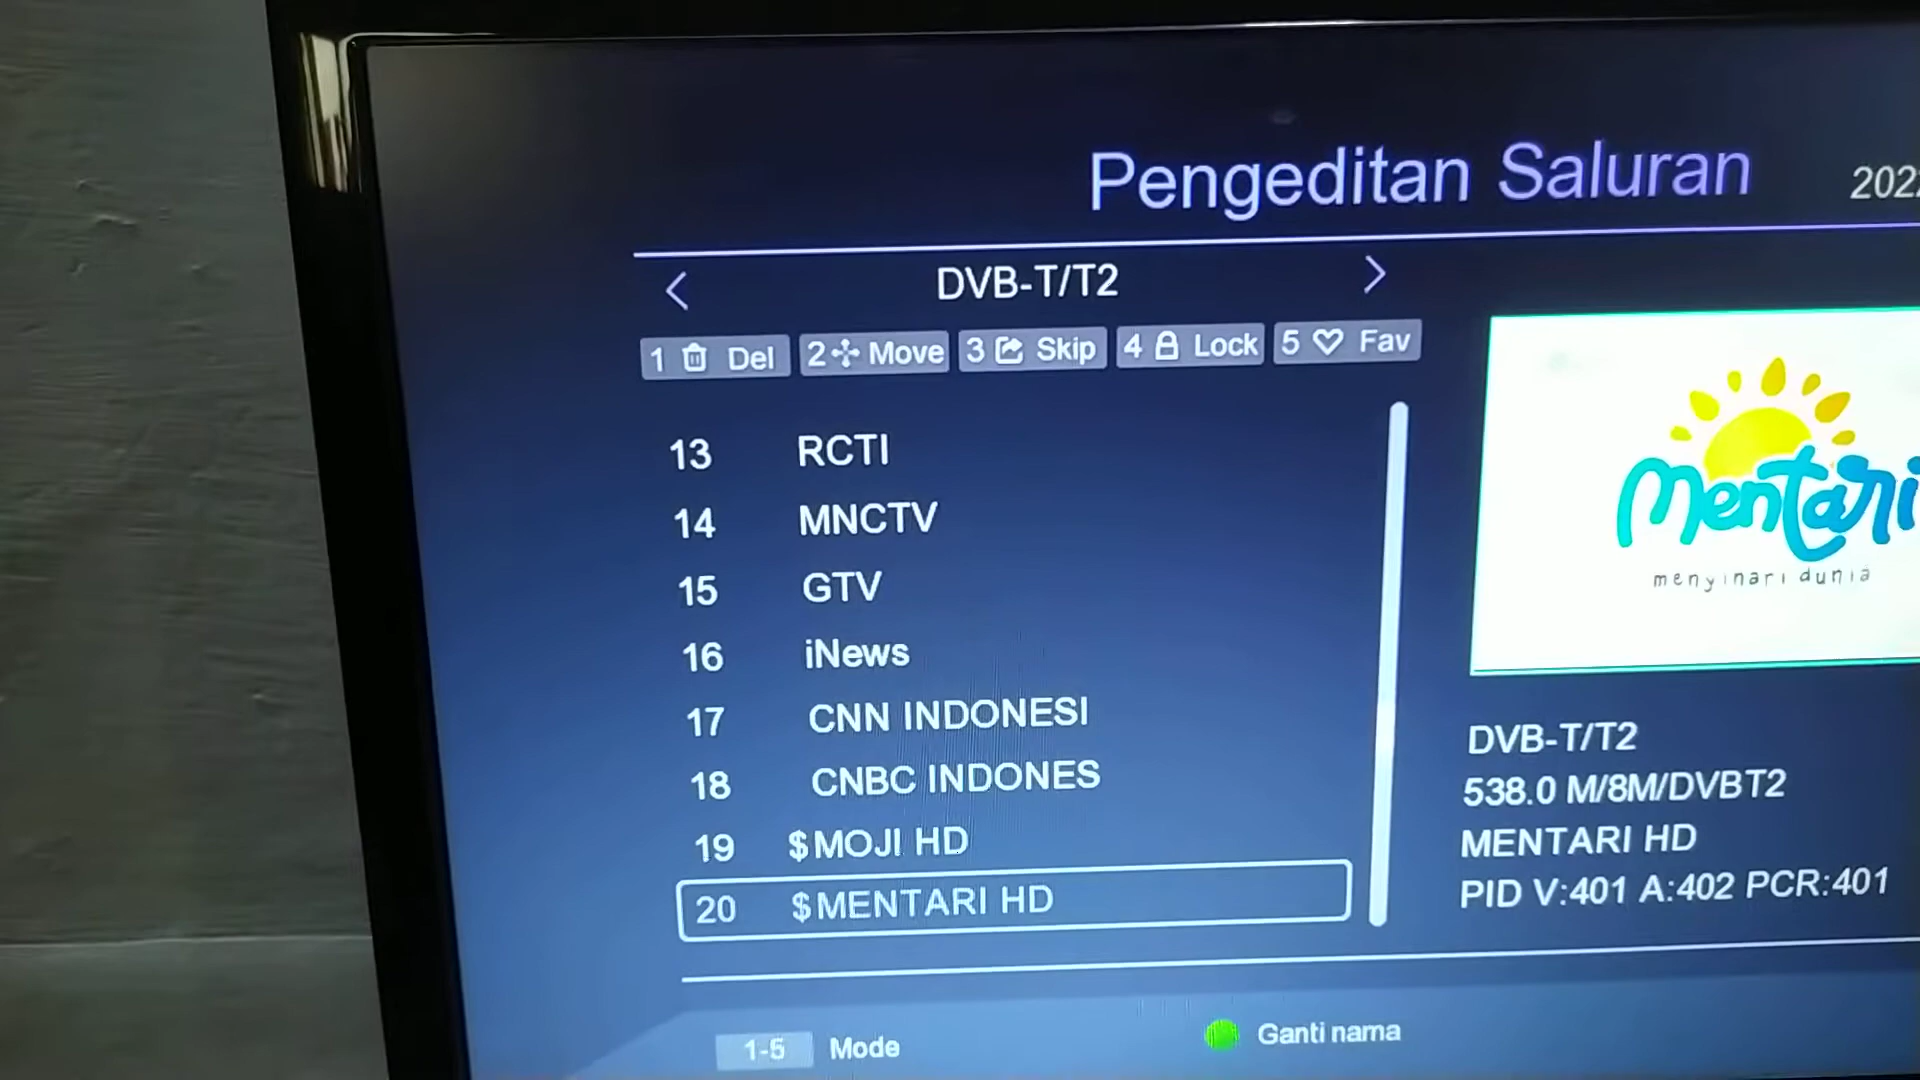 Pengeditan Saluran
DVB-T/T2
1 Del 2 Move 3 Skip 4 Lock 5 Fav
13 RCTI
14 MNCTV
15 GTV
16 iNews
17 CNN INDONESI
18 CNBC INDONES
19 $MOJI HD
20 $MENTARI HD
Mentari
menyinari dunia
DVB-T/T2
538.0 M/8M/DVBT2
MENTARI HD
PID V:401 A:402 PCR:401
1-5 Mode
Ganti nama